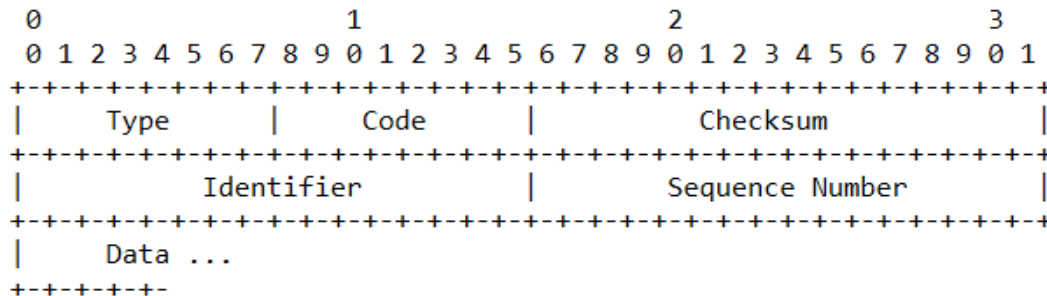 0                   1                   2                   3
0 1 2 3 4 5 6 7 8 9 0 1 2 3 4 5 6 7 8 9 0 1 2 3 4 5 6 7 8 9 0 1
+-+-+-+-+-+-+-+-+-+-+-+-+-+-+-+-+-+-+-+-+-+-+-+-+-+-+-+-+-+-+-+-+
|     Type      |     Code      |          Checksum             |
+-+-+-+-+-+-+-+-+-+-+-+-+-+-+-+-+-+-+-+-+-+-+-+-+-+-+-+-+-+-+-+-+
|           Identifier          |        Sequence Number        |
+-+-+-+-+-+-+-+-+-+-+-+-+-+-+-+-+-+-+-+-+-+-+-+-+-+-+-+-+-+-+-+-+
|     Data ...
+-+-+-+-+-